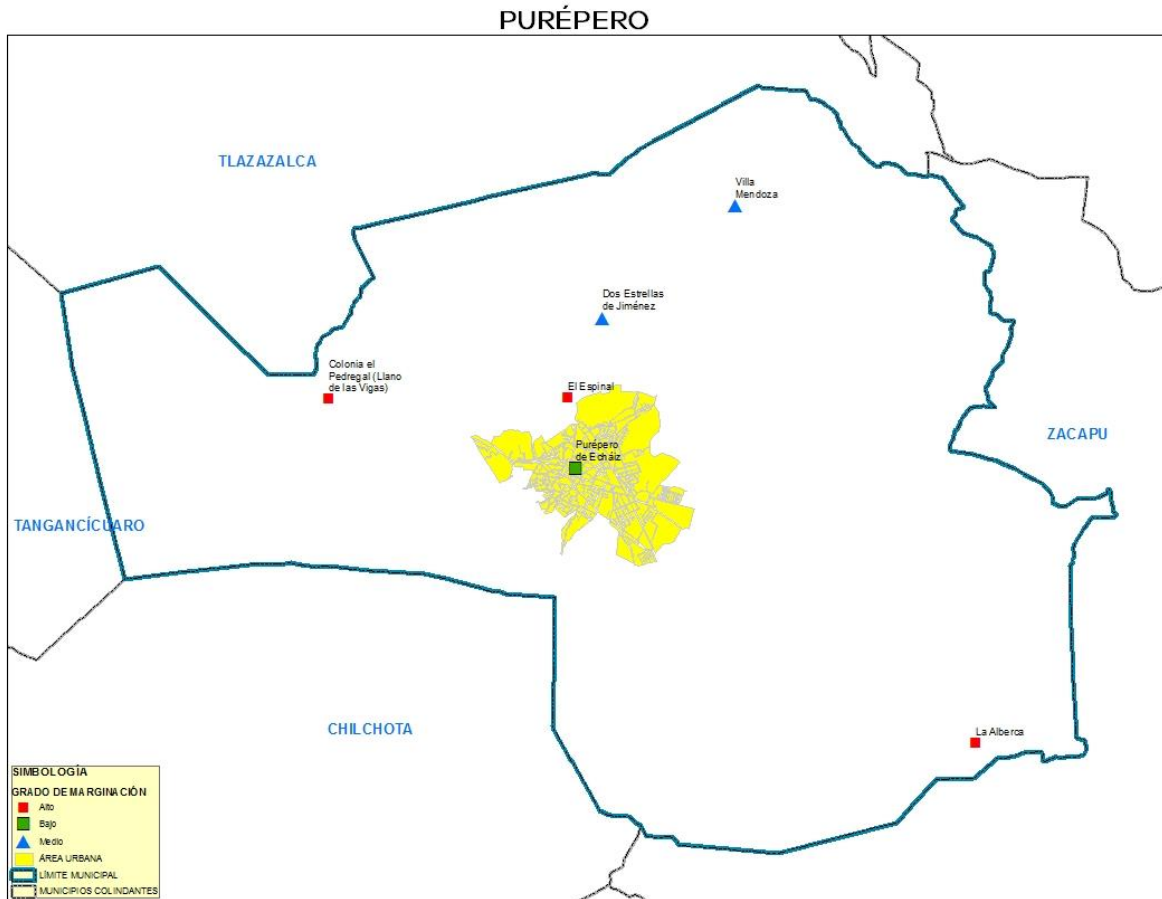 PURÉPERO
TLAZAZALCA
Villa
Mendoza
Dos Estrellas
de Jiménez
Colonia el
Pedregal (Llano
de las Vigas)
El Espinal
Purépero
de Echáiz
ZACAPU
TANGANCÍCUARO
CHILCHOTA
La Alberca
SIMBOLOGÍA
GRADO DE MARGINACIÓN
Alto
Bajo
Medio
ÁREA URBANA
LÍMITE MUNICIPAL
MUNICIPIOS COLINDANTES